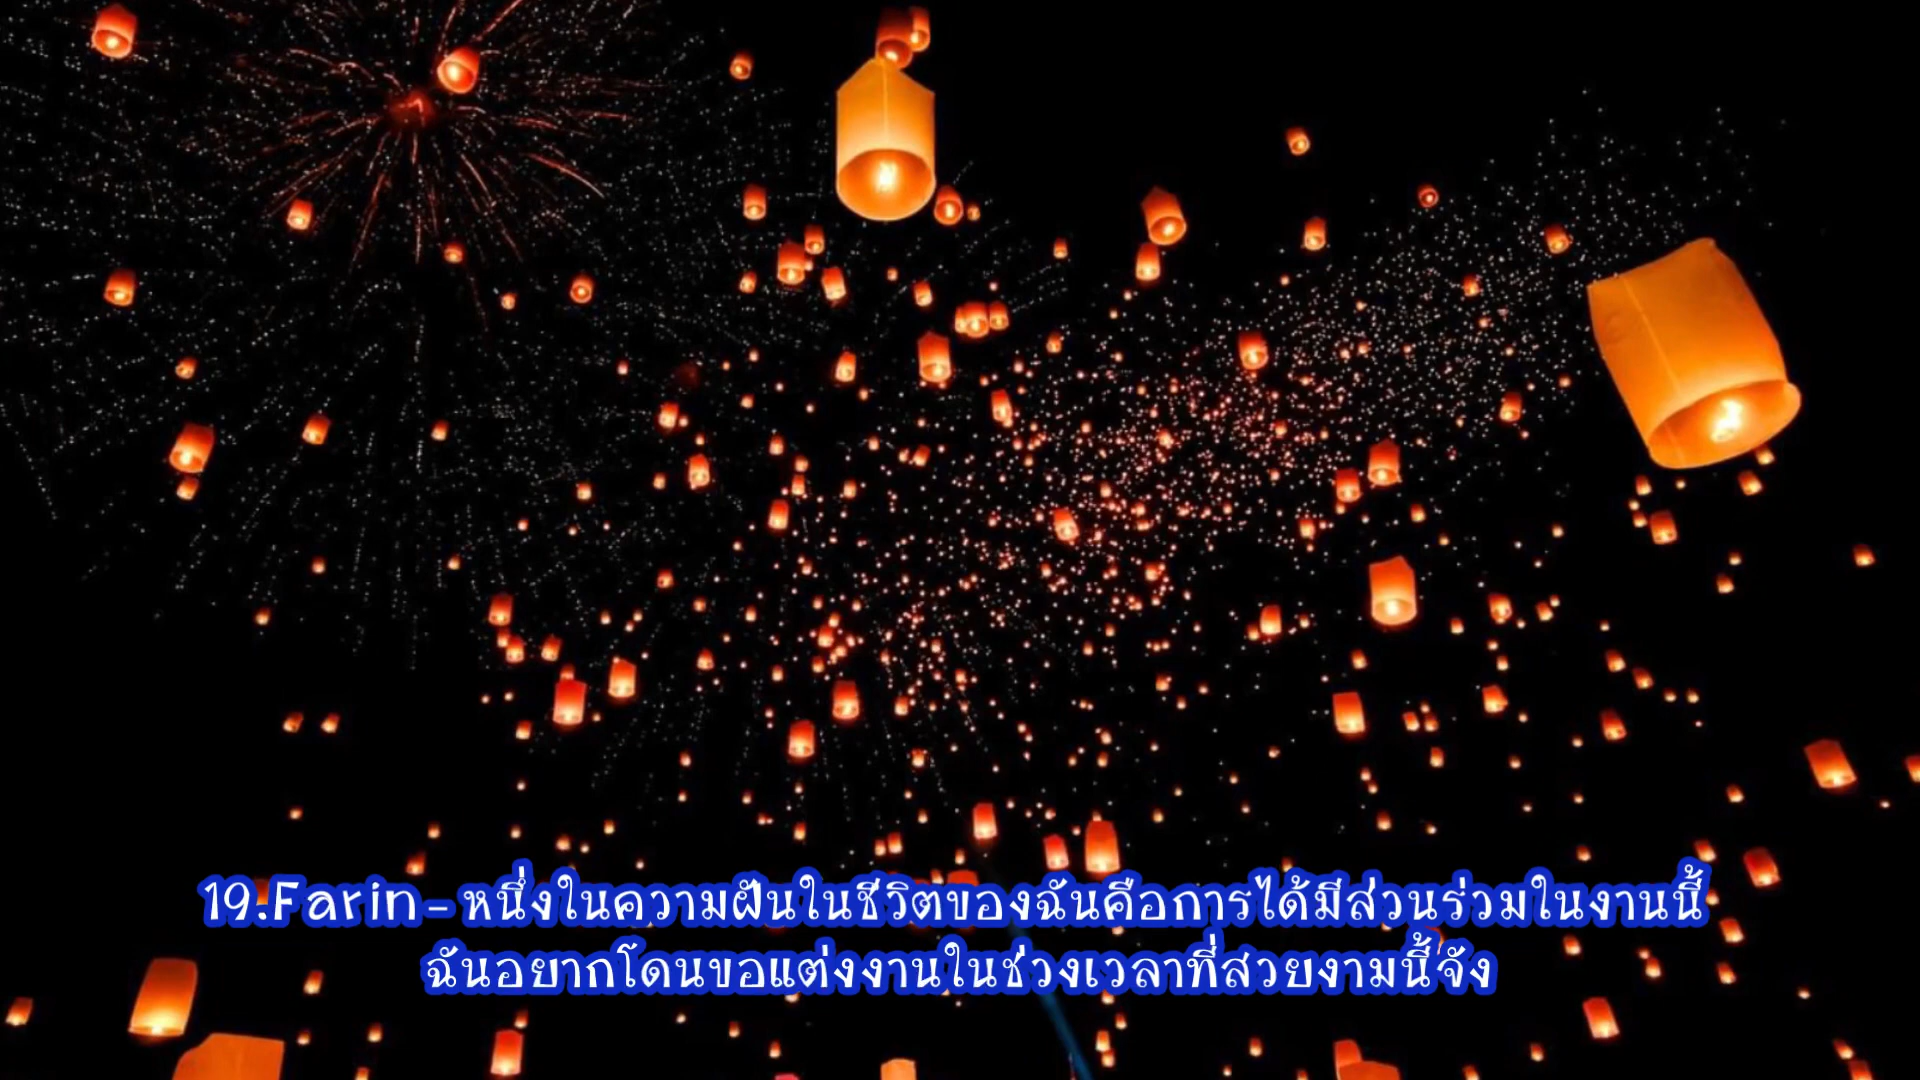 19.Farin- หนึ่งในความฝันในชีวิตของฉันคือการได้มีส่วนร่วมในงานนี้
ฉันอยากโดนขอแต่งงานในช่วงเวลาที่สวยงามนี้จัง